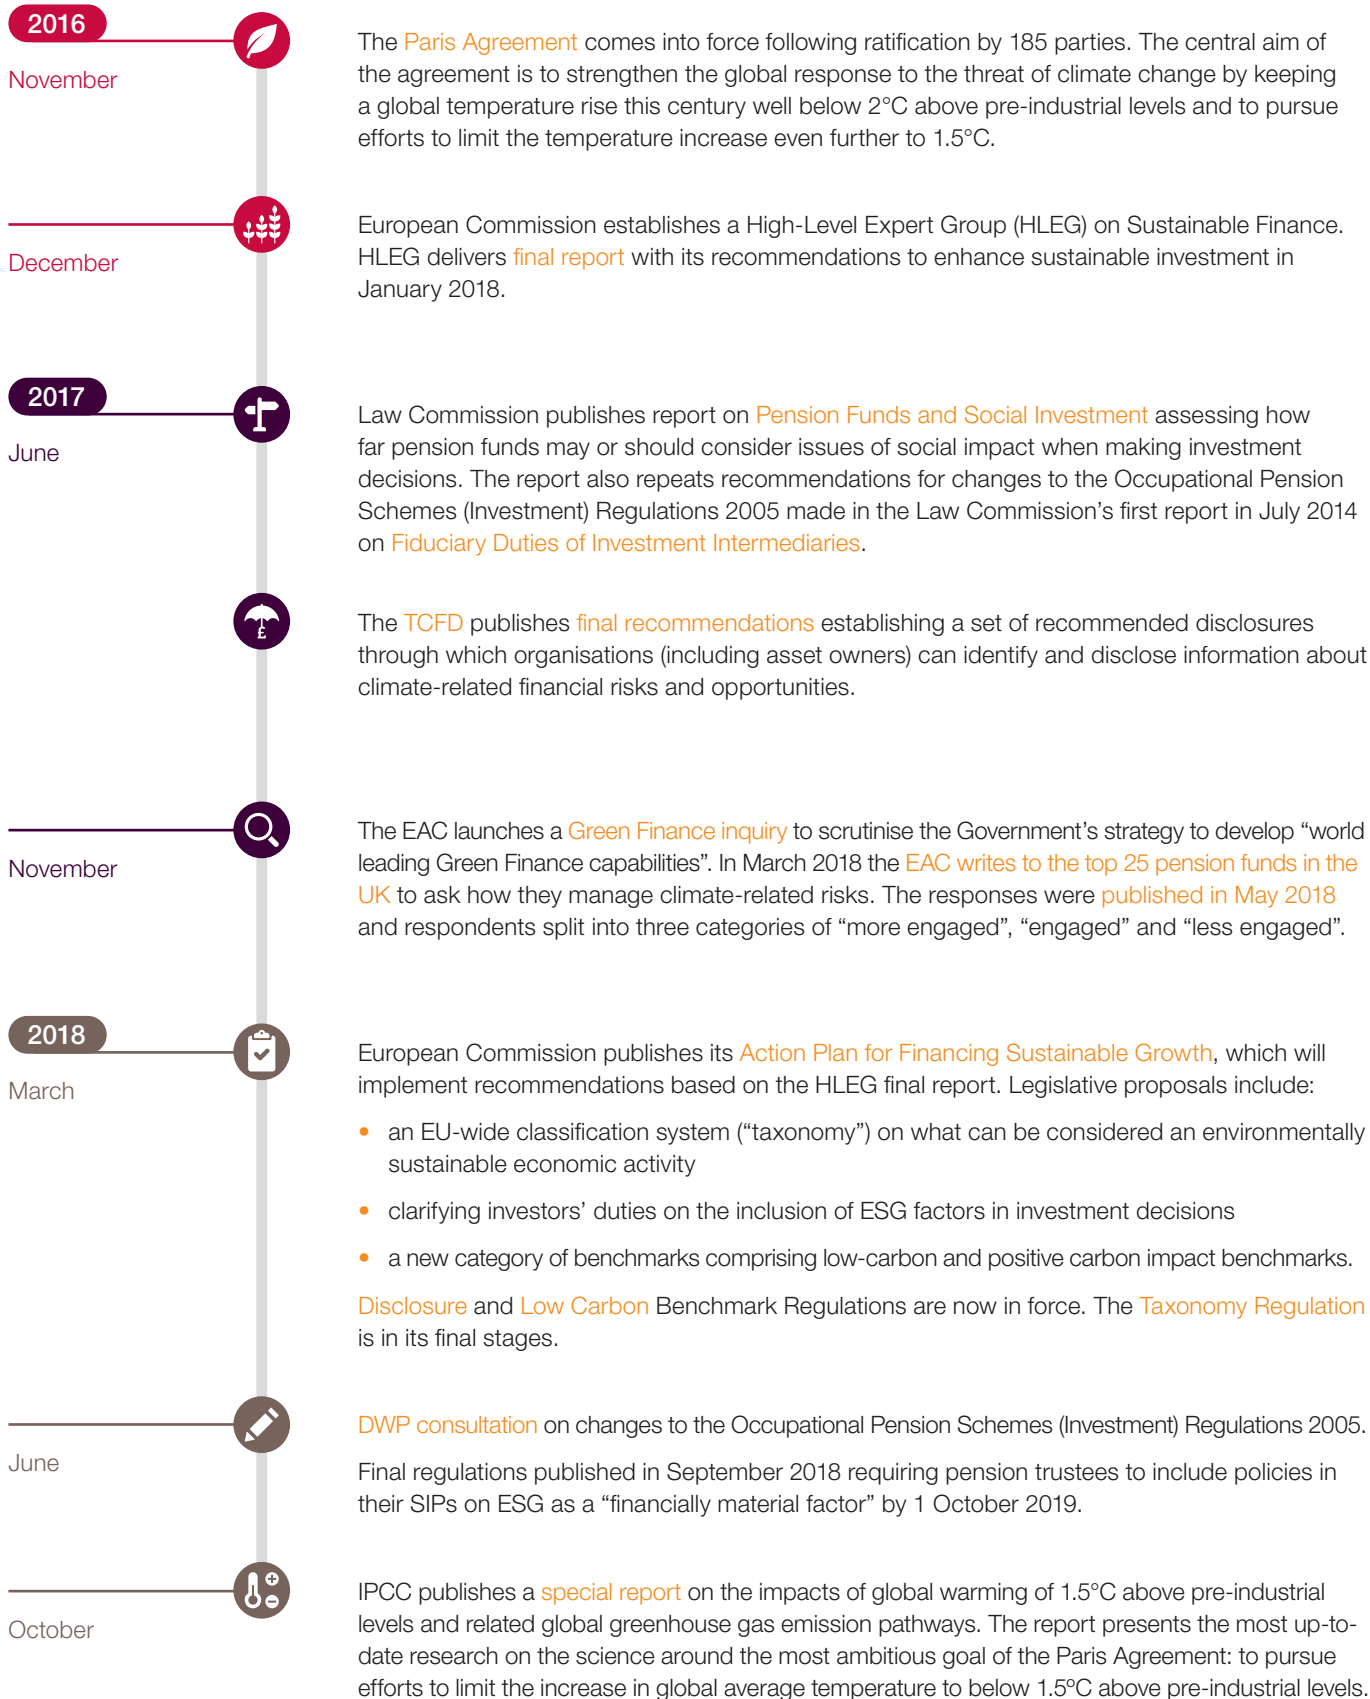 2016
November
The Paris Agreement comes into force following ratification by 185 parties. The central aim of
the agreement is to strengthen the global response to the threat of climate change by keeping
a global temperature rise this century well below 2°C above pre-industrial levels and to pursue
efforts to limit the temperature increase even further to 1.5°C.
December
European Commission establishes a High-Level Expert Group (HLEG) on Sustainable Finance.
HLEG delivers final report with its recommendations to enhance sustainable investment in
January 2018.
2017
June
Law Commission publishes report on Pension Funds and Social Investment assessing how
far pension funds may or should consider issues of social impact when making investment
decisions. The report also repeats recommendations for changes to the Occupational Pension
Schemes (Investment) Regulations 2005 made in the Law Commission’s first report in July 2014
on Fiduciary Duties of Investment Intermediaries.
£
The TCFD publishes final recommendations establishing a set of recommended disclosures
through which organisations (including asset owners) can identify and disclose information about
climate-related financial risks and opportunities.
November
The EAC launches a Green Finance inquiry to scrutinise the Government’s strategy to develop “world
leading Green Finance capabilities”. In March 2018 the EAC writes to the top 25 pension funds in the
UK to ask how they manage climate-related risks. The responses were published in May 2018
and respondents split into three categories of “more engaged”, “engaged” and “less engaged”.
2018
March
European Commission publishes its Action Plan for Financing Sustainable Growth, which will
implement recommendations based on the HLEG final report. Legislative proposals include:
• an EU-wide classification system (“taxonomy”) on what can be considered an environmentally
sustainable economic activity
• clarifying investors’ duties on the inclusion of ESG factors in investment decisions
• a new category of benchmarks comprising low-carbon and positive carbon impact benchmarks.
Disclosure and Low Carbon Benchmark Regulations are now in force. The Taxonomy Regulation
is in its final stages.
June
DWP consultation on changes to the Occupational Pension Schemes (Investment) Regulations 2005.
Final regulations published in September 2018 requiring pension trustees to include policies in
their SIPs on ESG as a “financially material factor” by 1 October 2019.
October
IPCC publishes a special report on the impacts of global warming of 1.5°C above pre-industrial
levels and related global greenhouse gas emission pathways. The report presents the most up-to-
date research on the science around the most ambitious goal of the Paris Agreement: to pursue
efforts to limit the increase in global average temperature to below 1.5ºC above pre-industrial levels.